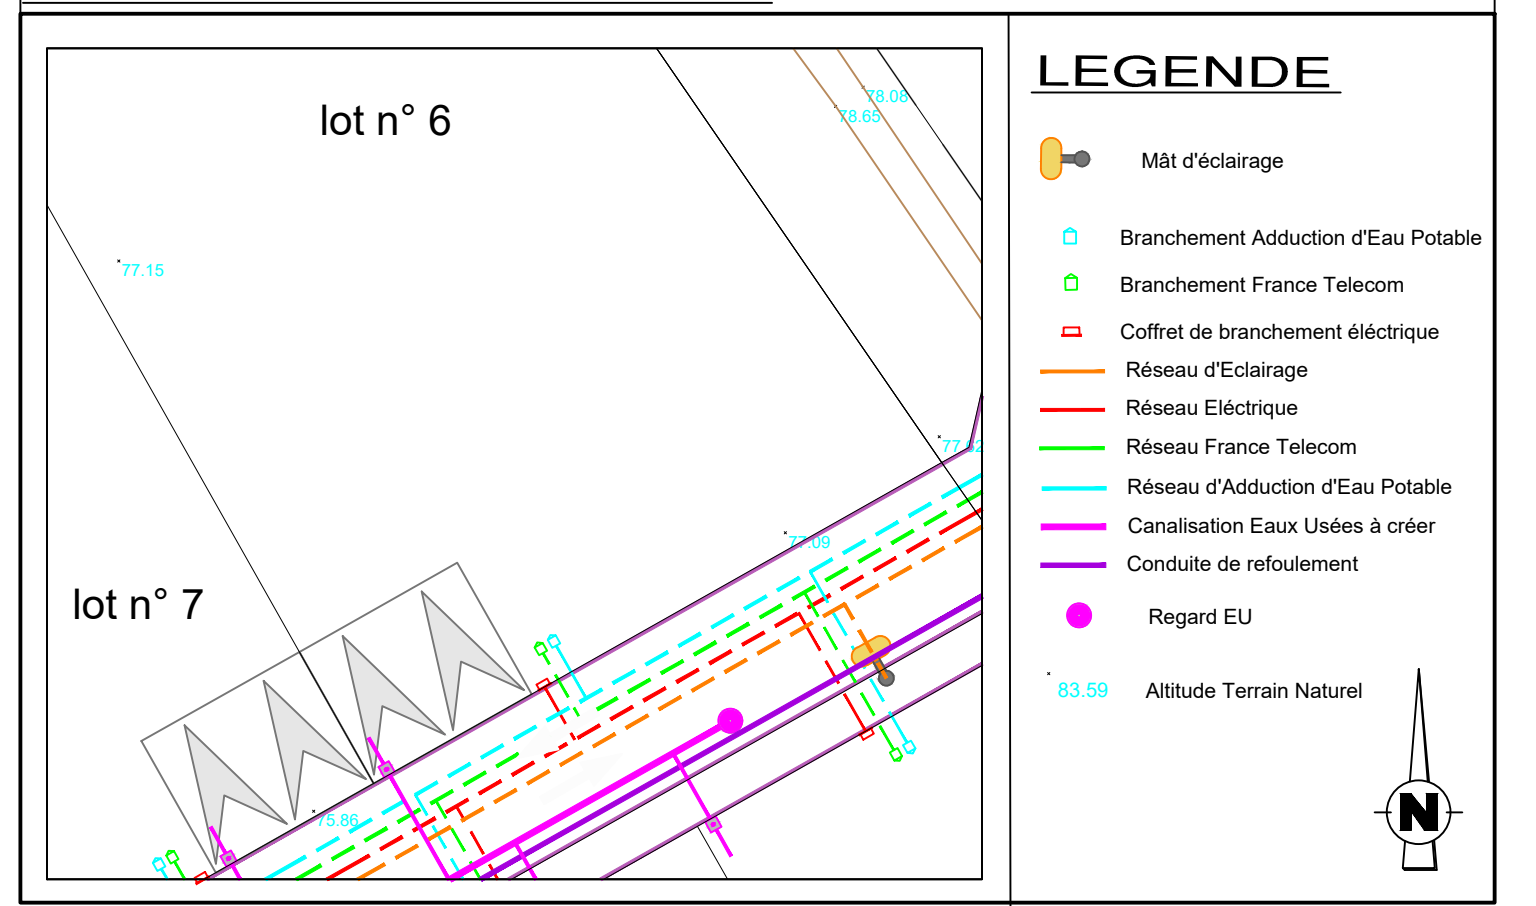 lot n° 6
78.08
78.65
77.15
77.09
lot n° 7
75.86
LEGENDE
Mât d'éclairage
Branchement Adduction d'Eau Potable
Branchement France Telecom
Coffret de branchement éléctrique
Réseau d'Eclairage
Réseau Eléctrique
Réseau France Telecom
Réseau d'Adduction d'Eau Potable
Canalisation Eaux Usées à créer
Conduite de refoulement
Regard EU
83.59 Altitude Terrain Naturel
N